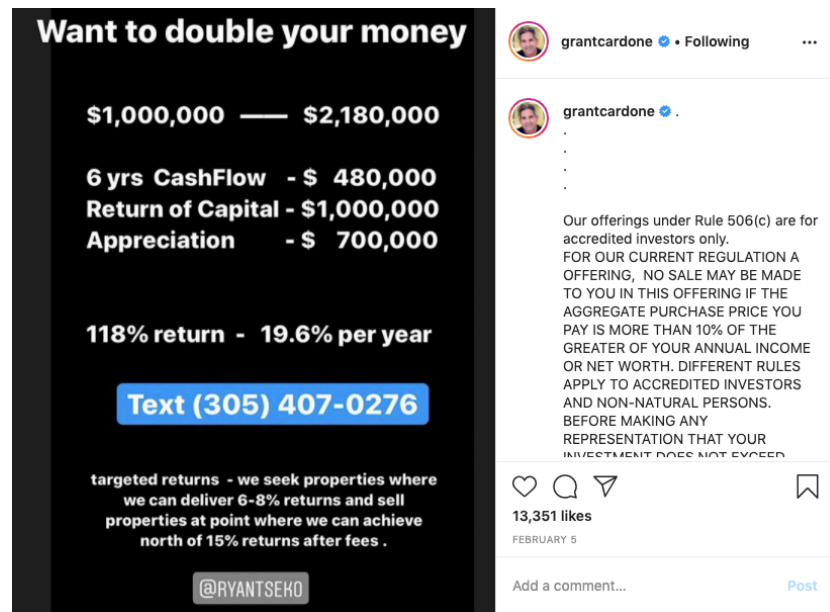 Want to double your money
$1,000,000 —— $2,180,000
6 yrs CashFlow - $ 480,000
Return of Capital - $1,000,000
Appreciation - $ 700,000
118% return - 19.6% per year
Text (305) 407-0276
targeted returns - we seek properties where
we can deliver 6-8% returns and sell
properties at point where we can achieve
north of 15% returns after fees .
@RYANTSEKO
grantcardone • Following
grantcardone .
.
.
.
.
Our offerings under Rule 506(c) are for
accredited investors only.
FOR OUR CURRENT REGULATION A
OFFERING, NO SALE MAY BE MADE
TO YOU IN THIS OFFERING IF THE
AGGREGATE PURCHASE PRICE YOU
PAY IS MORE THAN 10% OF THE
GREATER OF YOUR ANNUAL INCOME
OR NET WORTH. DIFFERENT RULES
APPLY TO ACCREDITED INVESTORS
AND NON-NATURAL PERSONS.
BEFORE MAKING ANY
REPRESENTATION THAT YOUR
INVESTMENT DOES NOT EXCEED
13,351 likes
FEBRUARY 5
Add a comment...
Post